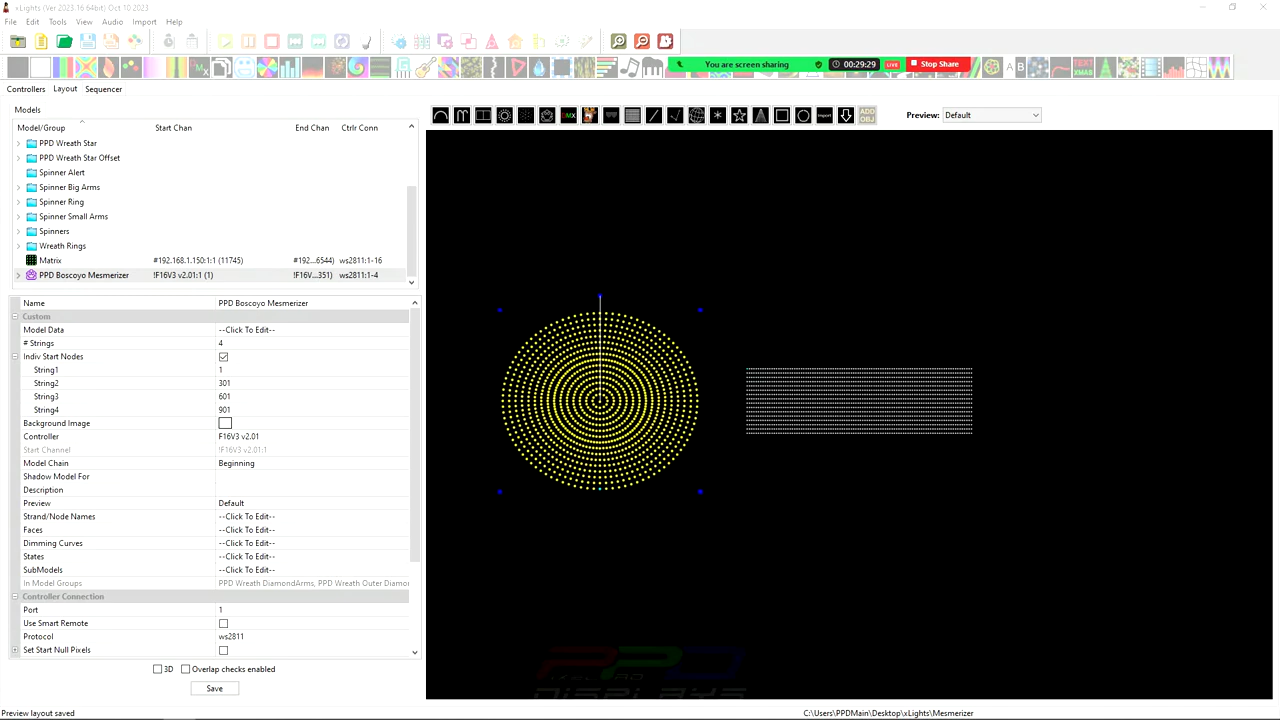 xLights (Ver 2023.16 64bit) Oct 10 2023
File Edit Tools View Audio Import Help
You are screen sharing 00:29:29 LIVE Stop Share
Controllers Layout Sequencer
Models
Preview: Default
Model/Group Start Chan End Chan Ctrlr Conn
PPD Wreath Star
PPD Wreath Star Offset
Spinner Alert
Spinner Big Arms
Spinner Ring
Spinner Small Arms
Spinners
Wreath Rings
Matrix #192.168.1.150:1:1 (11745) #192...6544) ws2811:1-16
PPD Boscoyo Mesmerizer !F16V3 v2.01:1 (1) !F16V...351) ws2811:1-4
Name PPD Boscoyo Mesmerizer
Custom
Model Data --Click To Edit--
# Strings 4
Indiv Start Nodes
String1 1
String2 301
String3 601
String4 901
Background Image
Controller F16V3 v2.01
Start Channel !F16V3 v2.01:1
Model Chain Beginning
Shadow Model For
Description
Preview Default
Strand/Node Names --Click To Edit--
Faces --Click To Edit--
Dimming Curves --Click To Edit--
States --Click To Edit--
SubModels --Click To Edit--
In Model Groups PPD Wreath DiamondArms, PPD Wreath Outer Diamo
Controller Connection
Port 1
Use Smart Remote
Protocol ws2811
Set Start Null Pixels
3D Overlap checks enabled
Save
PPD
DISPLAYS
Preview layout saved C:\Users\PPDMain\Desktop\xLights\Mesmerizer